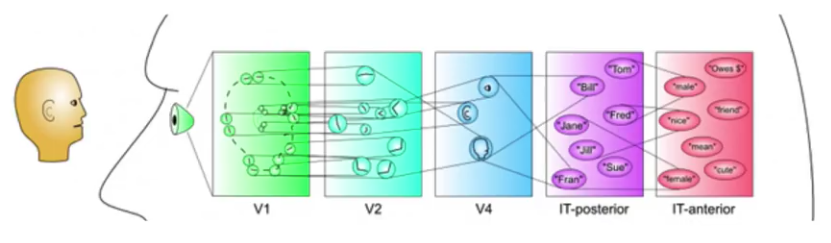 "Tom"
"Bill"
"Fred"
"Jane"
"Jill"
"Sue"
"Fran"
"Owes $"
"male"
"friend"
"nice"
"mean"
"cute"
"female"
V1
V2
V4
IT-posterior
IT-anterior